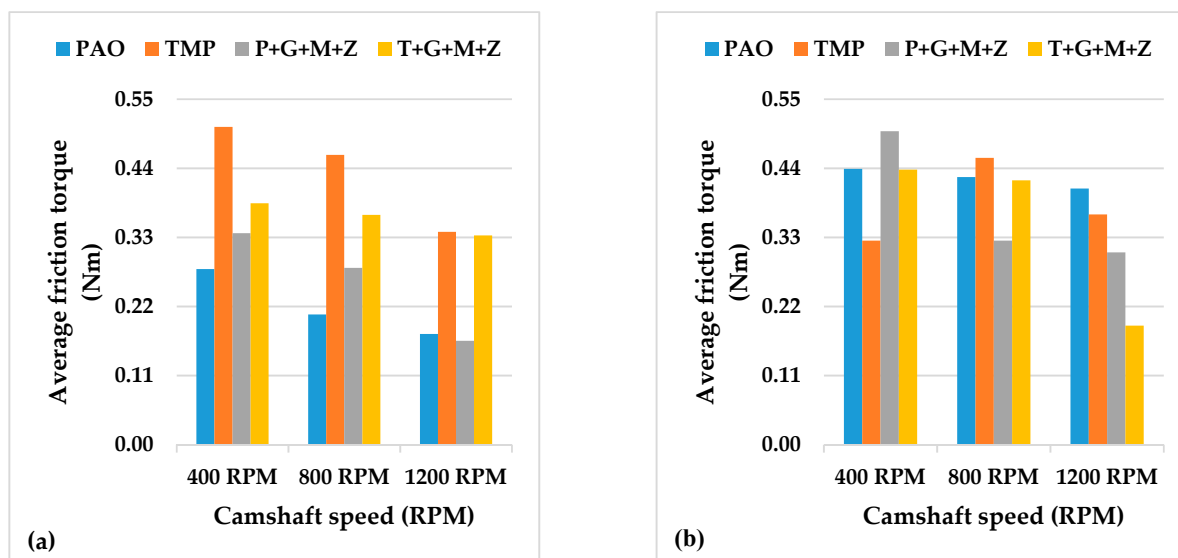 PAO TMP P+G+M+Z T+G+M+Z
0.55
0.44
0.33
0.22
0.11
0.00
Average friction torque
(Nm)
400 RPM 800 RPM 1200 RPM
Camshaft speed (RPM)
(a)
PAO TMP P+G+M+Z T+G+M+Z
0.55
0.44
0.33
0.22
0.11
0.00
Average friction torque
(Nm)
400 RPM 800 RPM 1200 RPM
Camshaft speed (RPM)
(b)